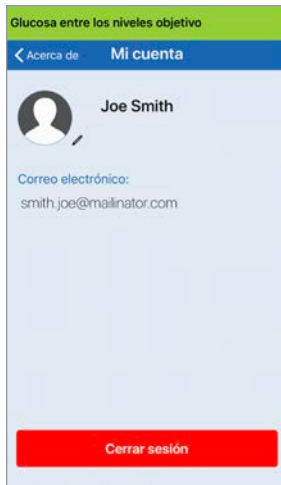 Glucosa entre los niveles objetivo
Acerca de Mi cuenta
Joe Smith
Correo electrónico:
smith.joe@mailinator.com
Cerrar sesión